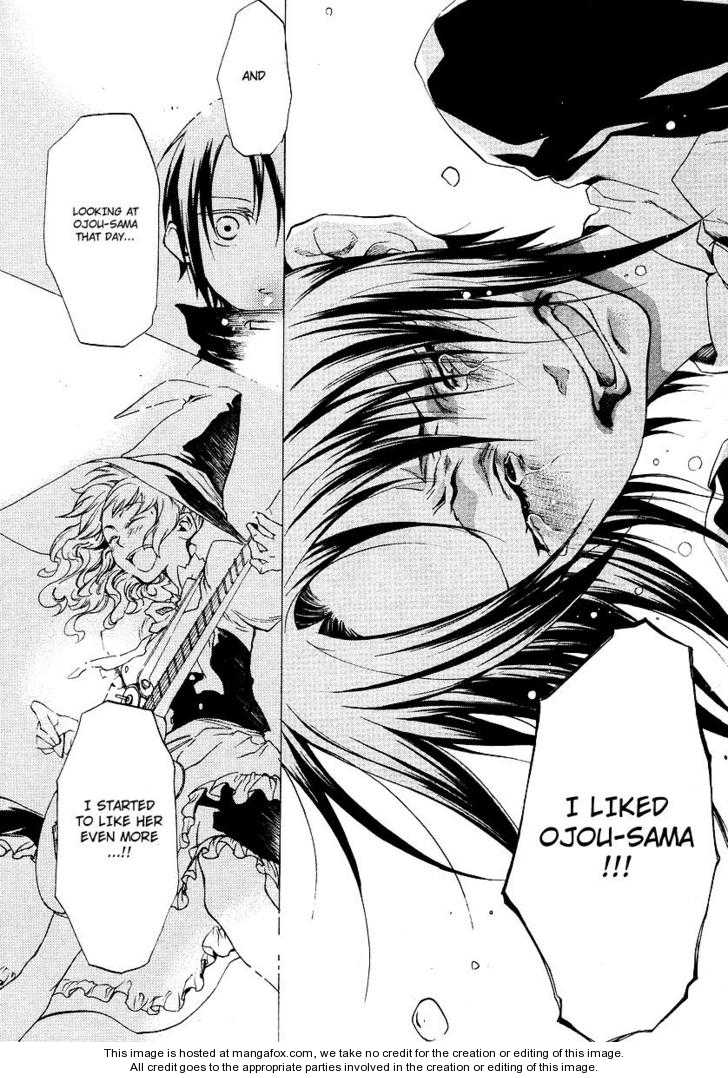 I LIKED
OJOU-SAMA
!!!
AND
LOOKING AT
OJOU-SAMA
THAT DAY...
I STARTED
TO LIKE HER
EVEN MORE
...!!
This image is hosted at mangafox.com, we take no credit for the creation or editing of this image.
All credit goes to the appropriate parties involved in the creation or editing of this image.